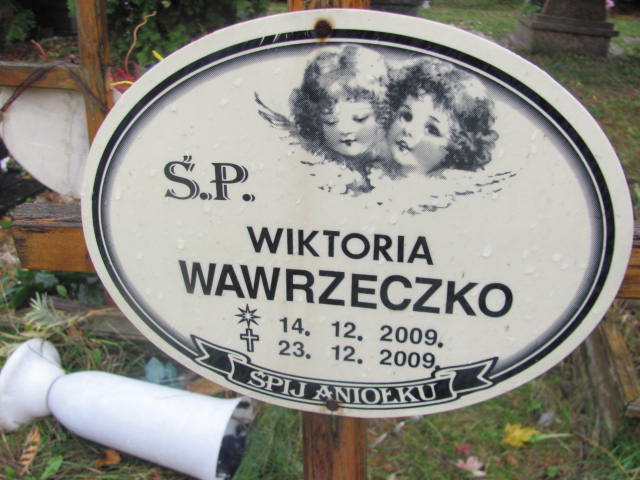 Ś.P.
WIKTORIA
WAWRZECZKO
14. 12. 2009.
23. 12. 2009
ŚPIJ ANIOŁKU